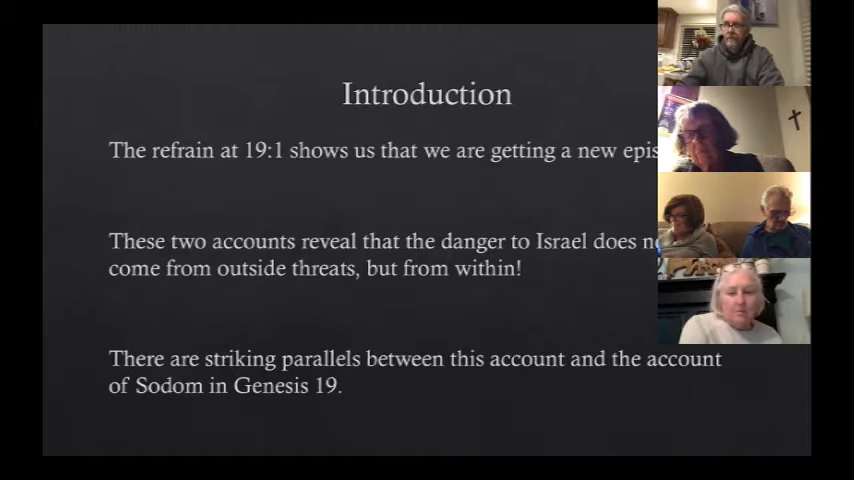 Introduction
The refrain at 19:1 shows us that we are getting a new
These two accounts reveal that the danger to Israel does
come from outside threats, but from within!
There are striking parallels between this account and the account
of Sodom in Genesis 19.